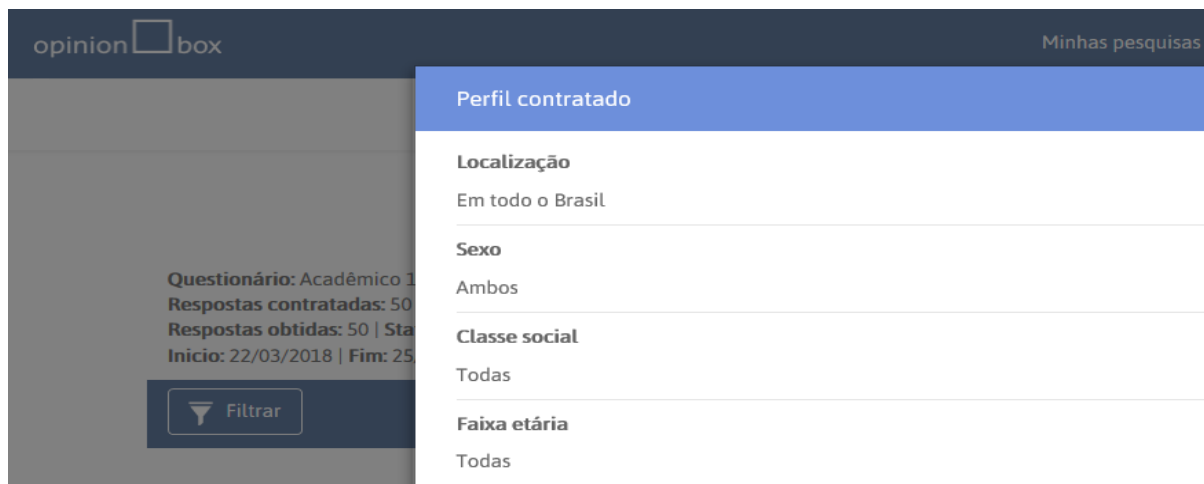 opinion box
Minhas pesquisas
Perfil contratado
Localização
Em todo o Brasil
Sexo
Ambos
Classe social
Todas
Faixa etária
Todas
Questionário: Acadêmico 1
Respostas contratadas: 50
Respostas obtidas: 50 | Sta
Inicio: 22/03/2018 | Fim: 25
Filtrar